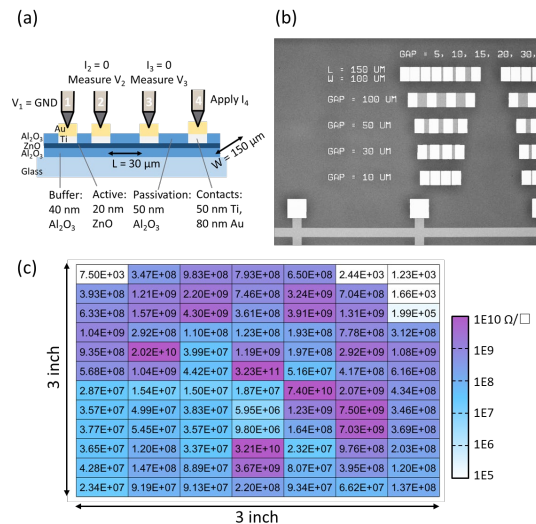 (a)
I2 = 0
Measure V2
I3 = 0
Measure V3
V1 = GND
1
2
3
4
Apply I4
Au
Ti
Al2O3
ZnO
Al2O3
Glass
L = 30 µm
W = 150 µm
Buffer:
40 nm
Al2O3
Active:
20 nm
ZnO
Passivation:
50 nm
Al2O3
Contacts:
50 nm Ti,
80 nm Au
(b)
GAP = 5, 10, 15, 20, 30,
L = 150 UM
W = 100 UM
GAP = 100 UM
GAP = 50 UM
GAP = 30 UM
GAP = 10 UM
(c)
3 inch
7.50E+03 3.47E+08 9.83E+08 7.93E+08 6.50E+08 2.44E+03 1.23E+03
3.93E+08 1.21E+09 2.20E+09 7.46E+08 3.24E+09 7.04E+08 1.66E+03
6.33E+08 1.57E+09 4.30E+09 3.61E+08 3.91E+09 1.31E+09 1.99E+05
1.04E+09 2.92E+08 1.10E+08 1.23E+08 1.93E+08 7.78E+08 3.12E+08
9.35E+08 2.02E+10 3.99E+07 1.19E+09 1.97E+08 2.92E+09 1.08E+09
5.68E+08 1.04E+09 4.42E+07 3.23E+11 5.16E+07 4.17E+08 6.16E+08
2.87E+07 1.54E+07 1.50E+07 1.87E+07 7.40E+10 2.07E+09 4.34E+08
3.57E+07 4.99E+07 3.83E+07 5.95E+06 1.23E+09 7.50E+09 3.46E+08
3.77E+07 5.45E+07 3.57E+07 9.80E+06 1.64E+08 7.03E+09 3.69E+08
3.65E+07 1.20E+08 3.37E+07 3.21E+10 2.32E+07 9.76E+08 2.03E+08
4.28E+07 1.47E+08 8.89E+07 3.67E+09 8.07E+07 3.95E+08 1.20E+08
2.34E+07 9.19E+07 9.13E+07 2.20E+08 9.34E+07 6.62E+07 1.37E+08
3 inch
1E10 Ω/□
1E9
1E7
1E6
1E5